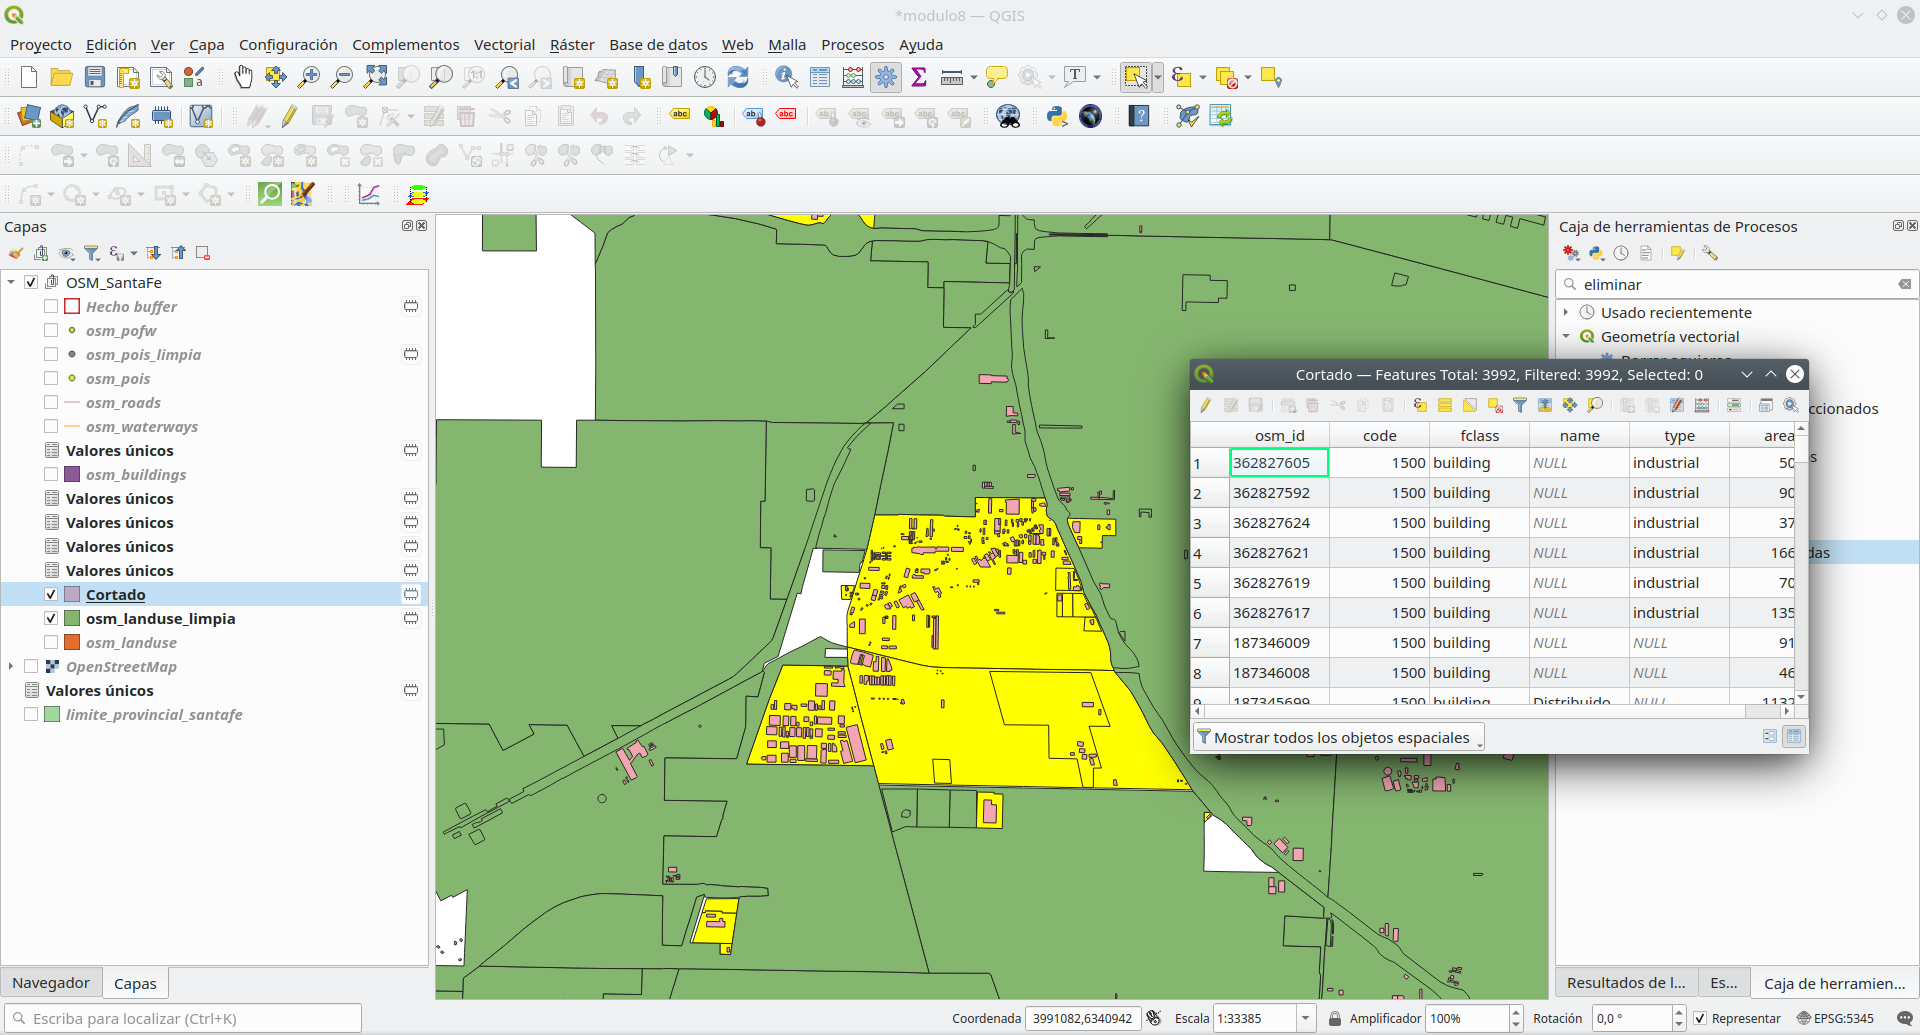 *modulo8 — QGIS
Proyecto Edición Ver Capa Configuración Complementos Vectorial Ráster Base de datos Web Malla Procesos Ayuda
Capas
OSM_SantaFe
Hecho buffer
osm_pofw
osm_pois_limpia
osm_pois
osm_roads
osm_waterways
Valores únicos
osm_buildings
Valores únicos
Valores únicos
Valores únicos
Valores únicos
Cortado
osm_landuse_limpia
osm_landuse
OpenStreetMap
Valores únicos
limite_provincial_santafe
Navegador Capas
Caja de herramientas de Procesos
eliminar
Usado recientemente
Geometría vectorial
ccionados
s
das
Cortado — Features Total: 3992, Filtered: 3992, Selected: 0
osm_id code fclass name type area
1 362827605 1500 building NULL industrial 50
2 362827592 1500 building NULL industrial 90
3 362827624 1500 building NULL industrial 37
4 362827621 1500 building NULL industrial 166
5 362827619 1500 building NULL industrial 70
6 362827617 1500 building NULL industrial 135
7 187346009 1500 building NULL NULL 91
8 187346008 1500 building NULL NULL 46
9 187345699 1500 building Distribuido NULL 1132
Mostrar todos los objetos espaciales
Resultados de l... Es... Caja de herramien...
Escriba para localizar (Ctrl+K) Coordenada 3991082,6340942 Escala 1:33385 Amplificador 100% Rotación 0,0 ° Representar EPSG:5345